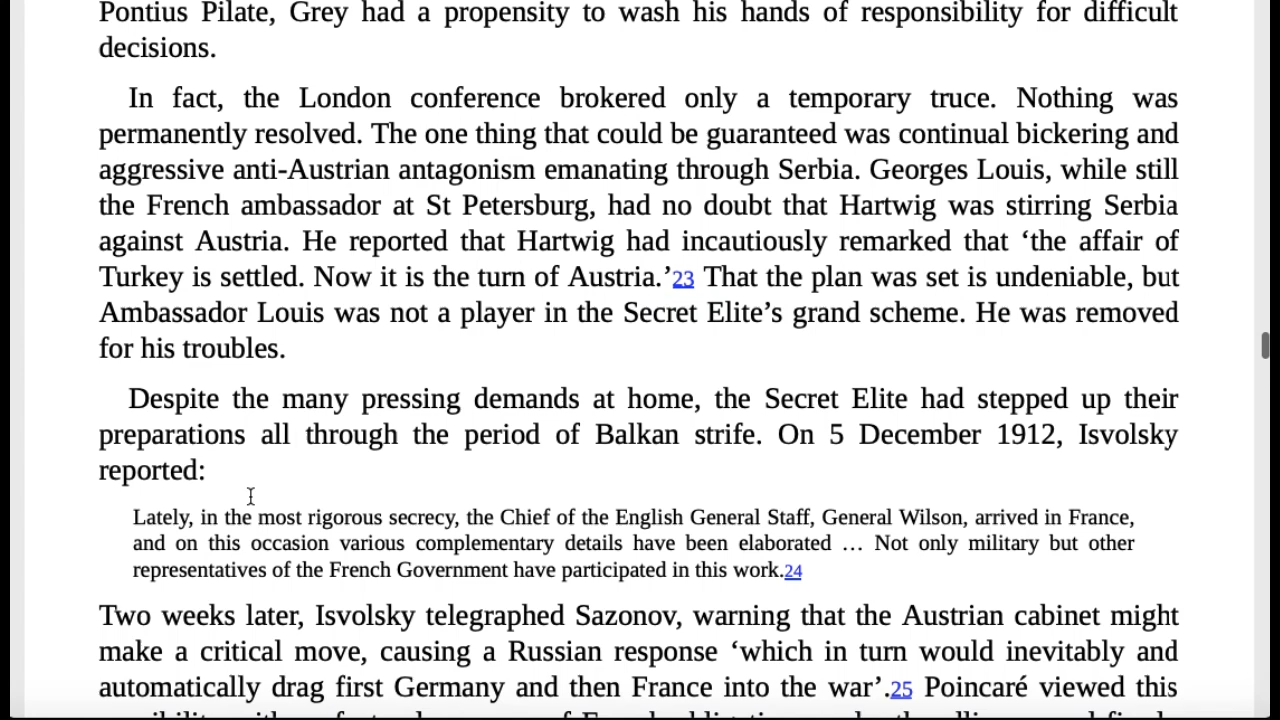 Pontius Pilate, Grey had a propensity to wash his hands of responsibility for difficult
decisions.
In fact, the London conference brokered only a temporary truce. Nothing was
permanently resolved. The one thing that could be guaranteed was continual bickering and
aggressive anti-Austrian antagonism emanating through Serbia. Georges Louis, while still
the French ambassador at St Petersburg, had no doubt that Hartwig was stirring Serbia
against Austria. He reported that Hartwig had incautiously remarked that ‘the affair of
Turkey is settled. Now it is the turn of Austria.’23 That the plan was set is undeniable, but
Ambassador Louis was not a player in the Secret Elite’s grand scheme. He was removed
for his troubles.
Despite the many pressing demands at home, the Secret Elite had stepped up their
preparations all through the period of Balkan strife. On 5 December 1912, Isvolsky
reported:
Lately, in the most rigorous secrecy, the Chief of the English General Staff, General Wilson, arrived in France,
and on this occasion various complementary details have been elaborated … Not only military but other
representatives of the French Government have participated in this work.24
Two weeks later, Isvolsky telegraphed Sazonov, warning that the Austrian cabinet might
make a critical move, causing a Russian response ‘which in turn would inevitably and
automatically drag first Germany and then France into the war’.25 Poincaré viewed this